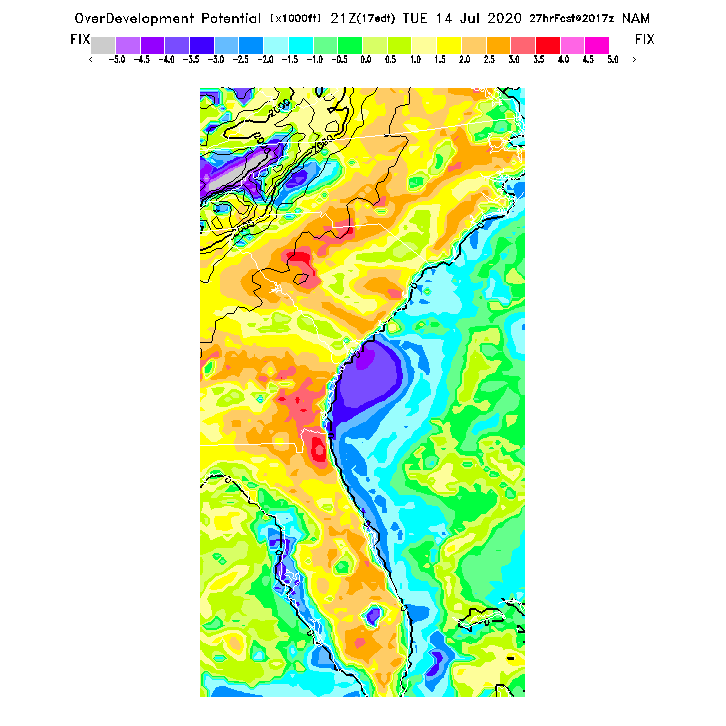 OverDevelopment Potential [x1000ft] 21Z(17edt) TUE 14 Jul 2020 27hrFcst@2017z NAM
FIX FIX
< -5.0 -4.5 -4.0 -3.5 -3.0 -2.5 -2.0 -1.5 -1.0 -0.5 0.0 0.5 1.0 1.5 2.0 2.5 3.0 3.5 4.0 4.5 5.0 >
2000
2000